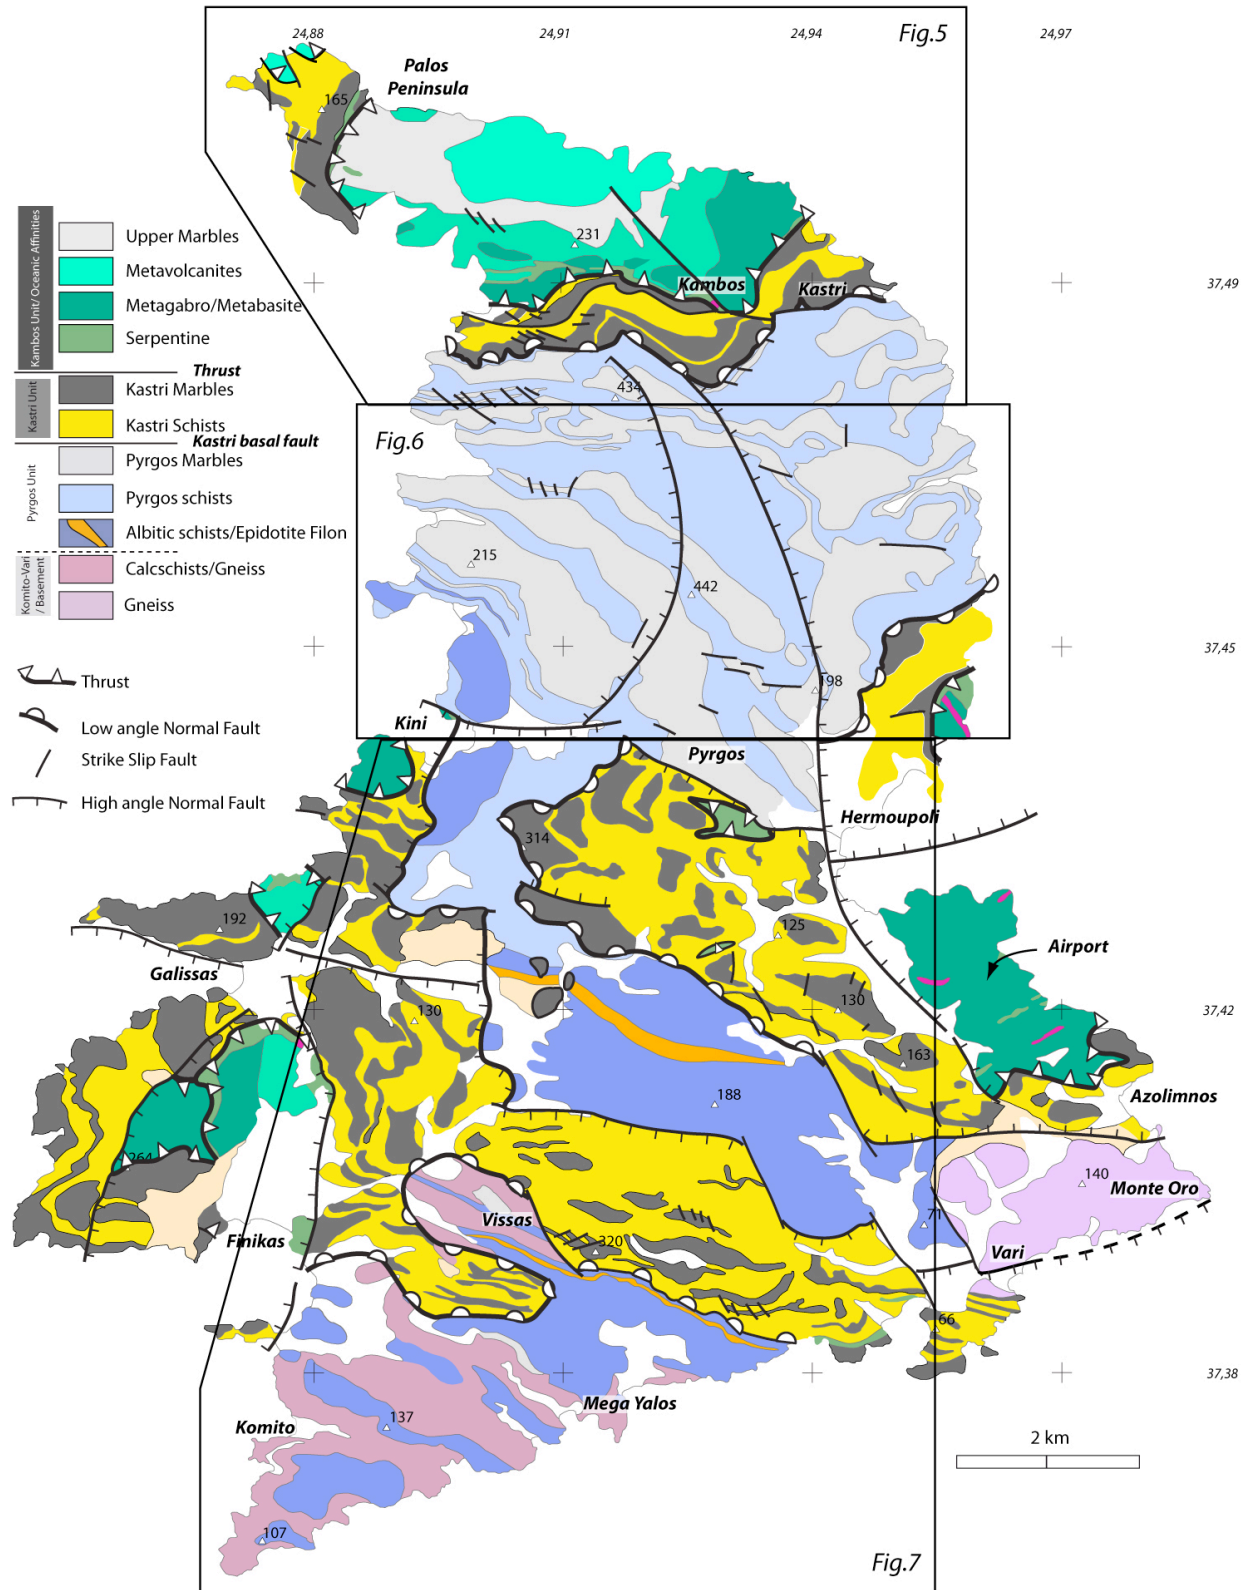 24,88
24,91
24,94
24,97
Fig.5
Palos
Peninsula
165
231
Kambos
Kastri
37,49
Kambos Unit/ Oceanic Affinities
Upper Marbles
Metavolcanites
Metagabro/Metabasite
Serpentine
Thrust
Kastri Unit
Kastri Marbles
Kastri Schists
Kastri basal fault
Pyrgos Unit
Pyrgos Marbles
Pyrgos schists
Albitic schists/Epidotite Filon
Komito-Vari
/ Basement
Calcschists/Gneiss
Gneiss
Thrust
Low angle Normal Fault
Strike Slip Fault
High angle Normal Fault
434
Fig.6
215
442
37,45
198
Kini
Pyrgos
Hermoupoli
314
192
125
Airport
Galissas
130
130
37,42
163
188
Azolimnos
264
140
Monte Oro
Vissas
71
Finikas
320
Vari
66
37,38
Mega Yalos
Komito
137
2 km
107
Fig.7